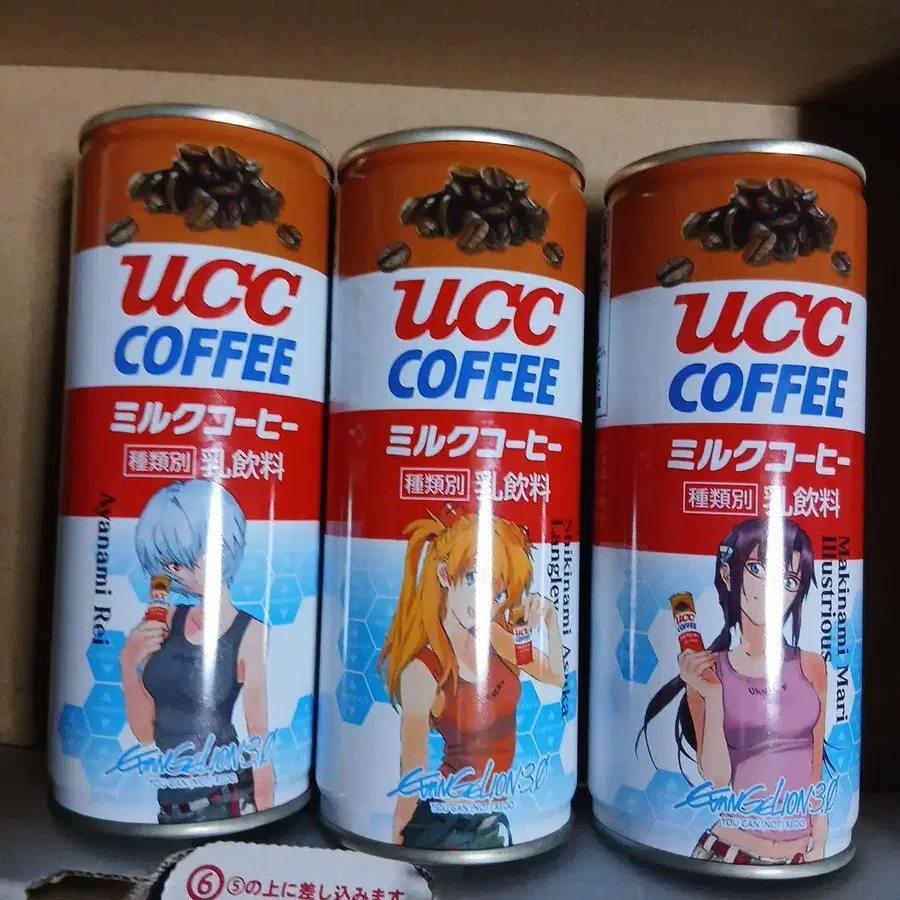 UCC
COFFEE
ミルクコーヒー
種類別 乳飲料
Ayanami Rei
EVANGELION 3.0
YOU CAN (NOT) REDO.
UCC
COFFEE
ミルクコーヒー
種類別 乳飲料
Shikinami Asuka
Langley
UCC
COFFEE
EVANGELION 3.0
YOU CAN (NOT) REDO.
UCC
COFFEE
ミルクコーヒー
種類別 乳飲料
Makinami Mari
Illustrious
UCC
COFFEE
EVANGELION 3.0
YOU CAN (NOT) REDO.
⑥ ⑤の上に差し込みます